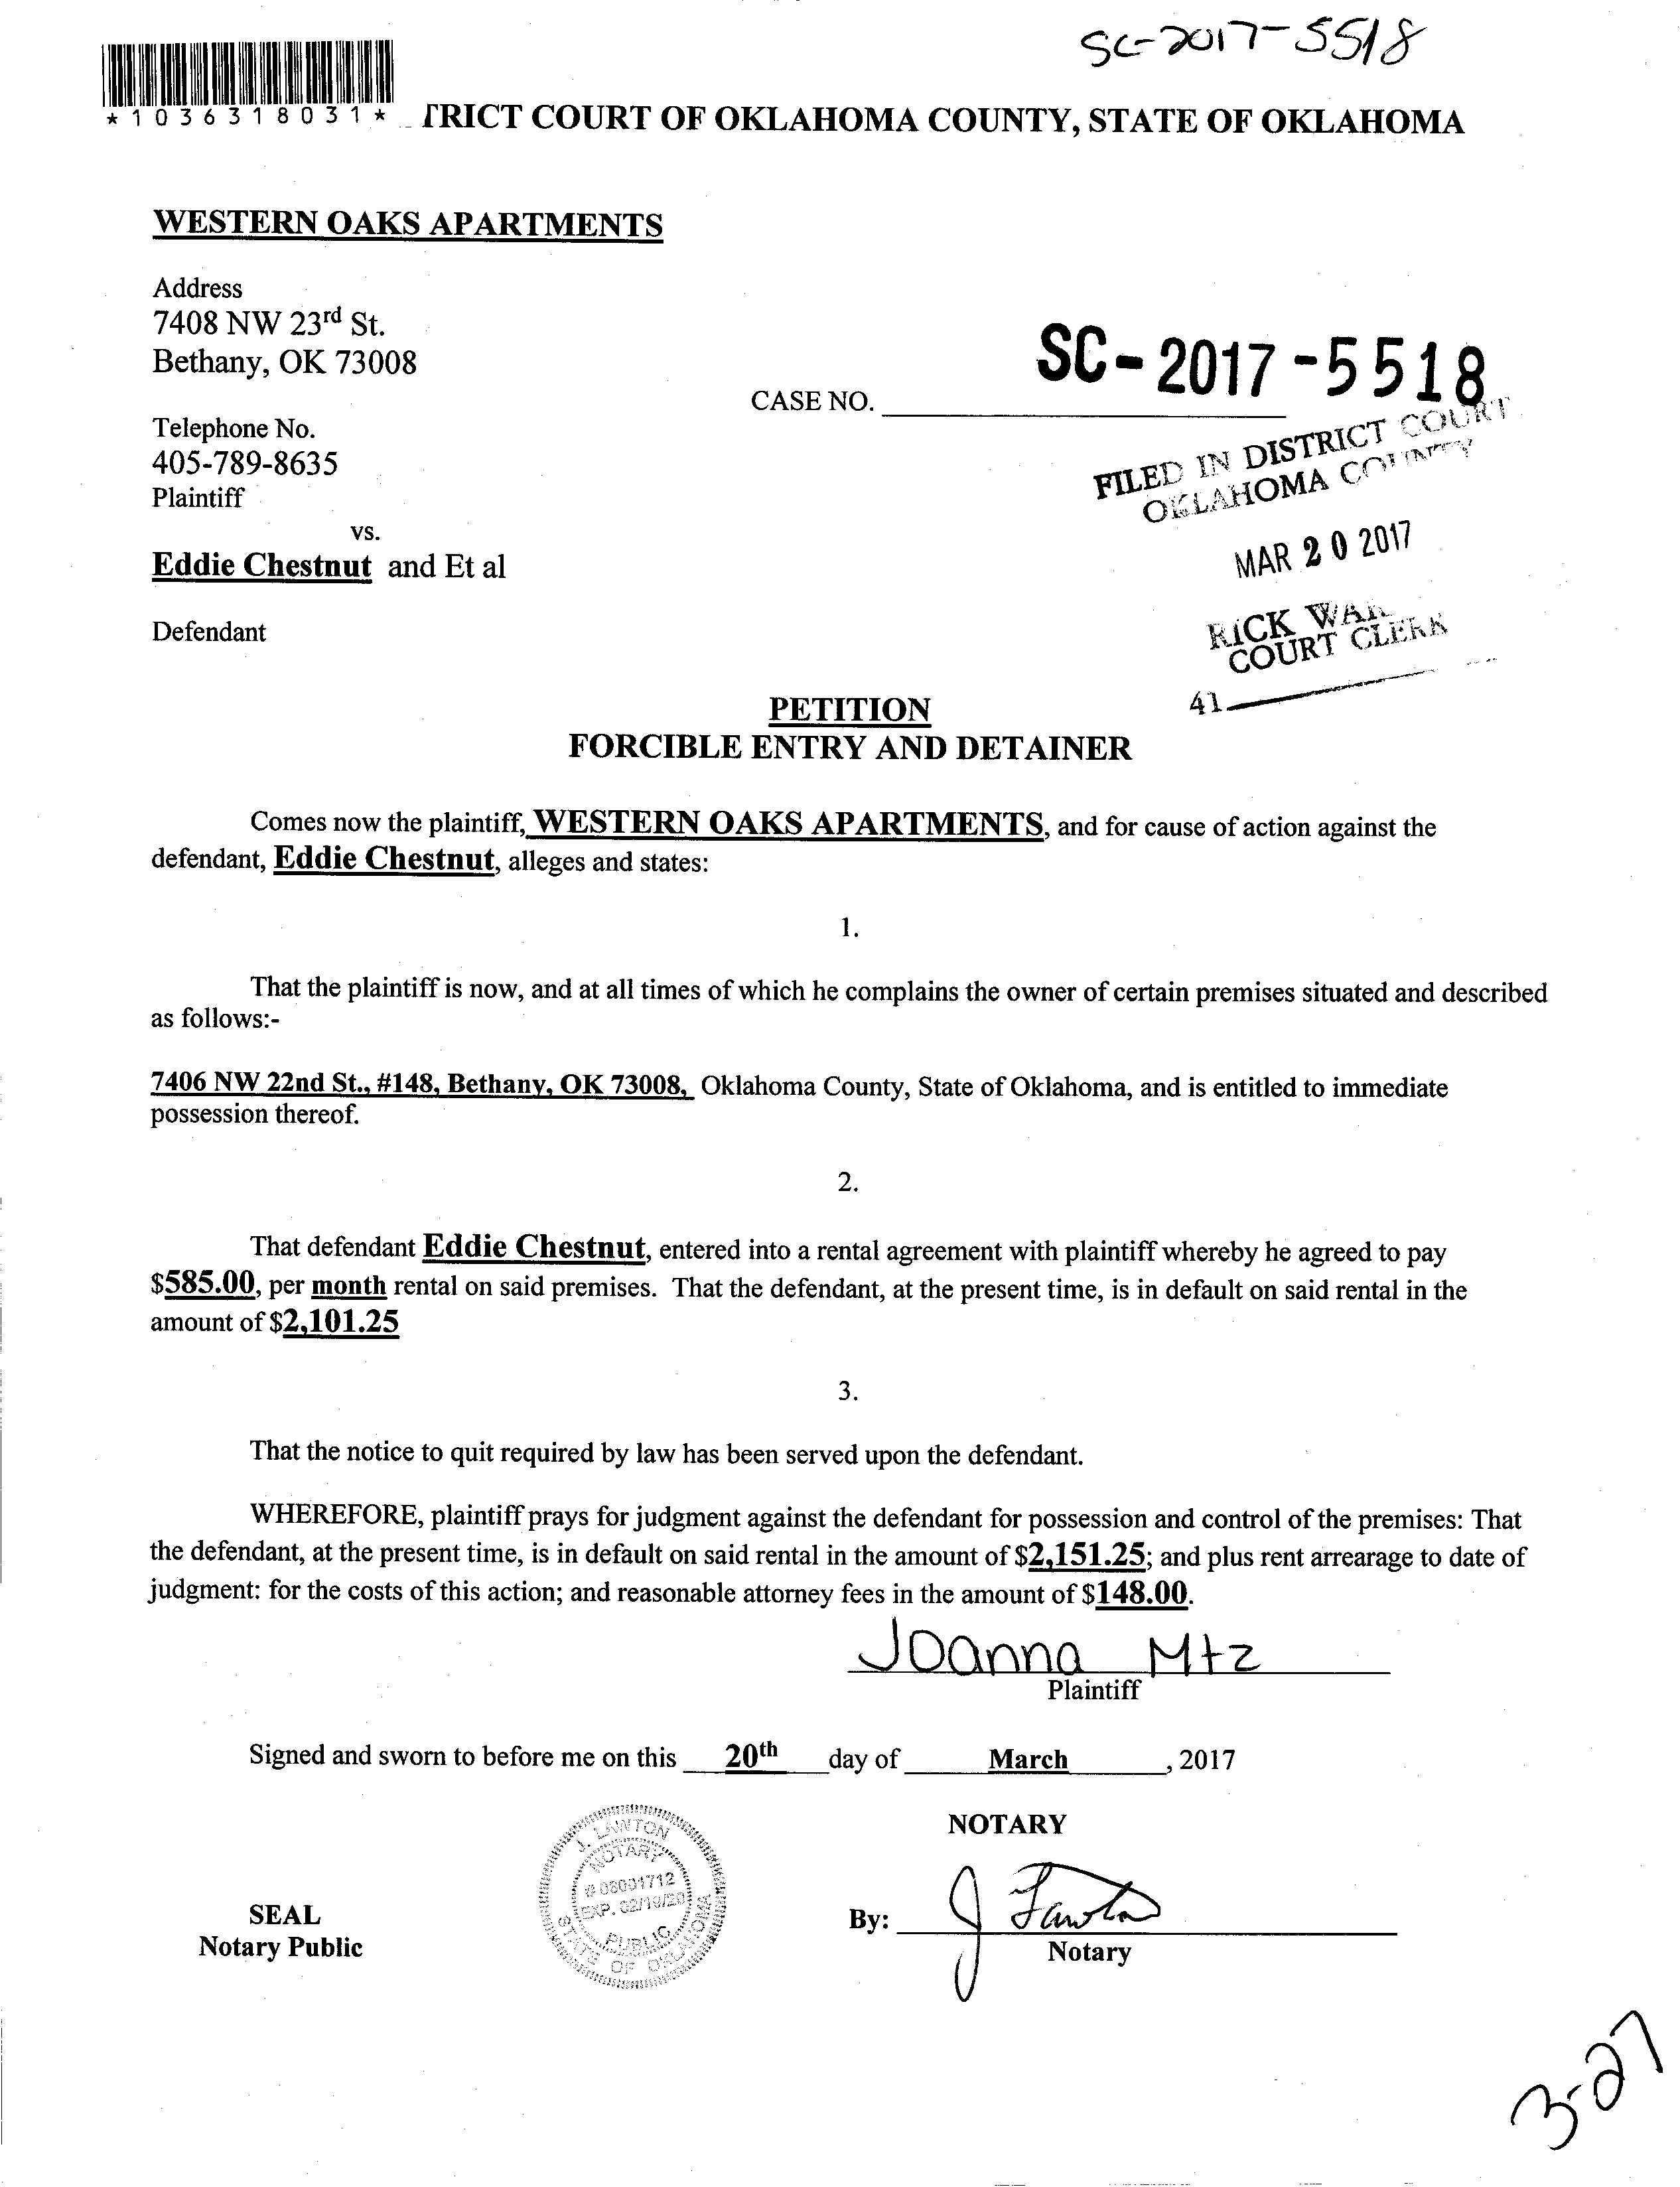 SC-2017-5518
*1036318031*
TRICT COURT OF OKLAHOMA COUNTY, STATE OF OKLAHOMA
WESTERN OAKS APARTMENTS
Address
7408 NW 23rd St.
Bethany, OK 73008
SC-2017-5518
CASE NO.
Telephone No.
405-789-8635
Plaintiff
FILED IN DISTRICT COURT
OKLAHOMA COUNTY
vs.
Eddie Chestnut and Et al
MAR 20 2017
Defendant
RICK
COURT CLERK
41
PETITION
FORCIBLE ENTRY AND DETAINER
Comes now the plaintiff, WESTERN OAKS APARTMENTS, and for cause of action against the
defendant, Eddie Chestnut, alleges and states:
1.
That the plaintiff is now, and at all times of which he complains the owner of certain premises situated and described
as follows:-
7406 NW 22nd St., #148, Bethany, OK 73008, Oklahoma County, State of Oklahoma, and is entitled to immediate
possession thereof.
2.
That defendant Eddie Chestnut, entered into a rental agreement with plaintiff whereby he agreed to pay
$585.00, per month rental on said premises. That the defendant, at the present time, is in default on said rental in the
amount of $2,101.25
3.
That the notice to quit required by law has been served upon the defendant.
WHEREFORE, plaintiff prays for judgment against the defendant for possession and control of the premises: That
the defendant, at the present time, is in default on said rental in the amount of $2,151.25; and plus rent arrearage to date of
judgment: for the costs of this action; and reasonable attorney fees in the amount of $148.00.
Joanna Mtz
Plaintiff
Signed and sworn to before me on this 20th day of March, 2017
NOTARY
J. LAWTON
NOTARY
# 08001712
EXP. 02/19/20
PUBLIC
STATE OF OKLAHOMA
SEAL
Notary Public
By: J Lawton
Notary
3-27